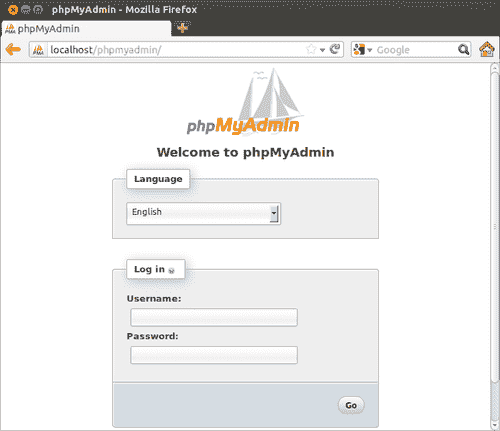 phpMyAdmin - Mozilla Firefox
phpMyAdmin
localhost/phpmyadmin/
Google
phpMyAdmin
Welcome to phpMyAdmin
Language
English
Log in
Username:
Password:
Go